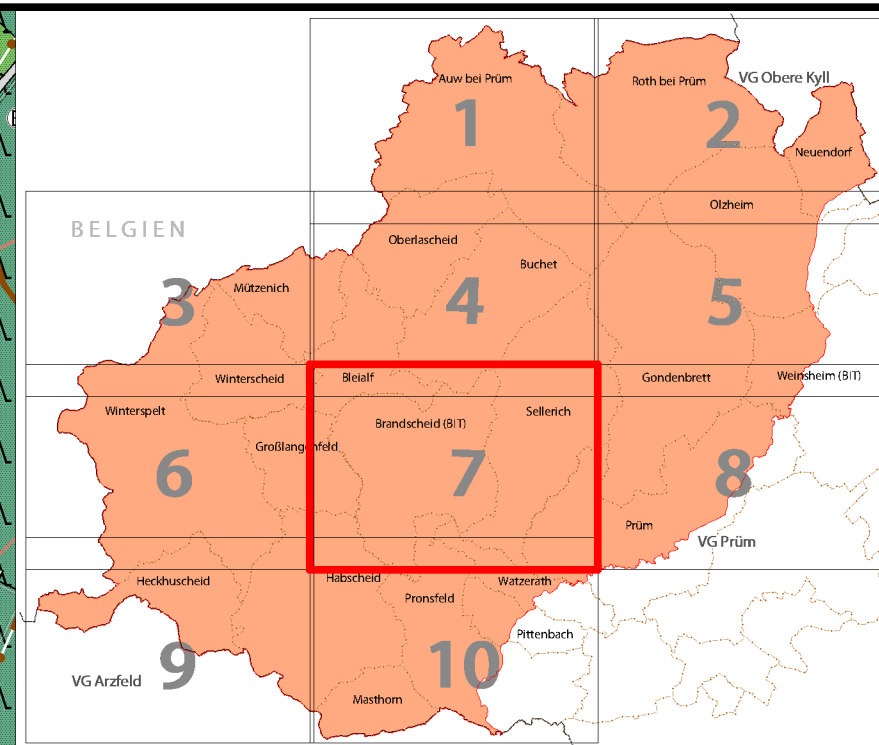 Auw bei Prüm
Roth bei Prüm
VG Obere Kyll
1
2
Neuendorf
Olzheim
BELGIEN
Oberlascheid
Buchet
3
Mützenich
4
5
Winterscheid
Bleialf
Gondenbrett
Weinsheim (BIT)
Winterspelt
Brandscheid (BIT)
Sellerich
Großlangenfeld
6
7
8
Prüm
VG Prüm
Heckhuscheid
Habscheid
Watzerath
Pronsfeld
Pittenbach
9
VG Arzfeld
10
Masthorn